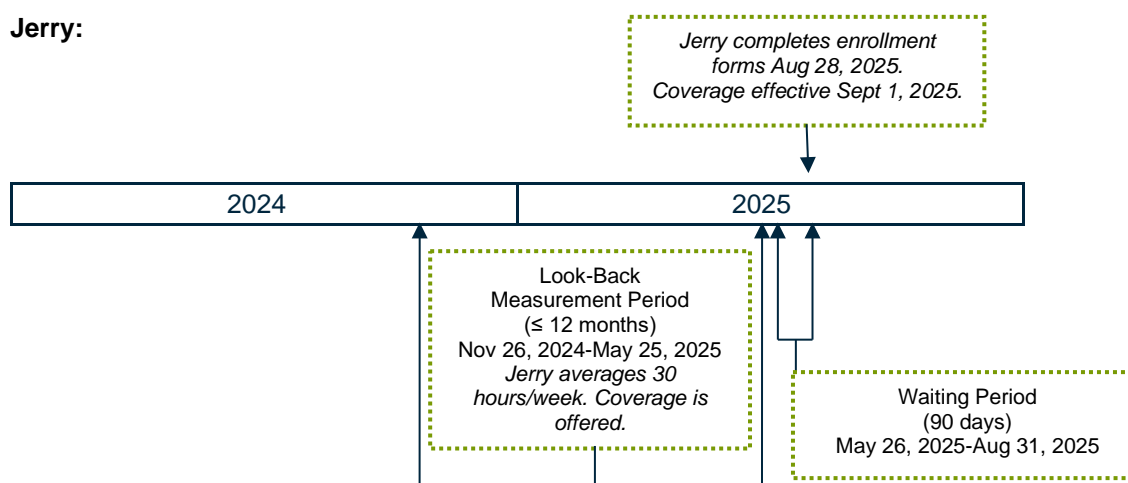 Jerry:
Jerry completes enrollment
forms Aug 28, 2025.
Coverage effective Sept 1, 2025.
2024
2025
Look-Back
Measurement Period
(≤ 12 months)
Nov 26, 2024-May 25, 2025
Jerry averages 30
hours/week. Coverage is
offered.
Waiting Period
(90 days)
May 26, 2025-Aug 31, 2025